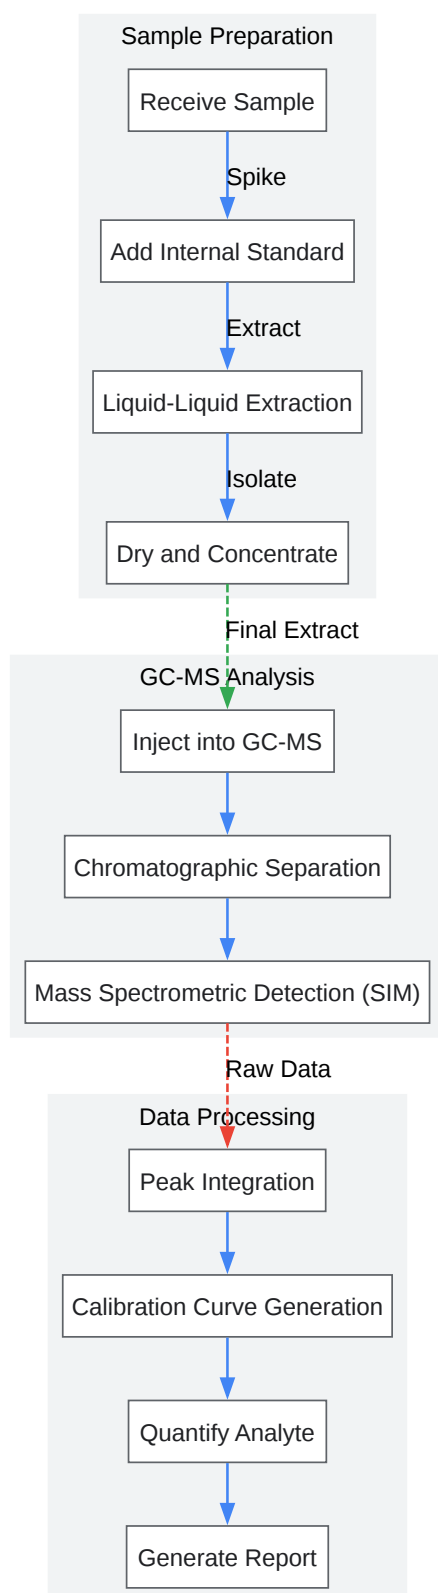 Sample Preparation
Receive Sample
Spike
Add Internal Standard
Extract
Liquid-Liquid Extraction
Isolate
Dry and Concentrate
Final Extract
GC-MS Analysis
Inject into GC-MS
Chromatographic Separation
Mass Spectrometric Detection (SIM)
Raw Data
Data Processing
Peak Integration
Calibration Curve Generation
Quantify Analyte
Generate Report